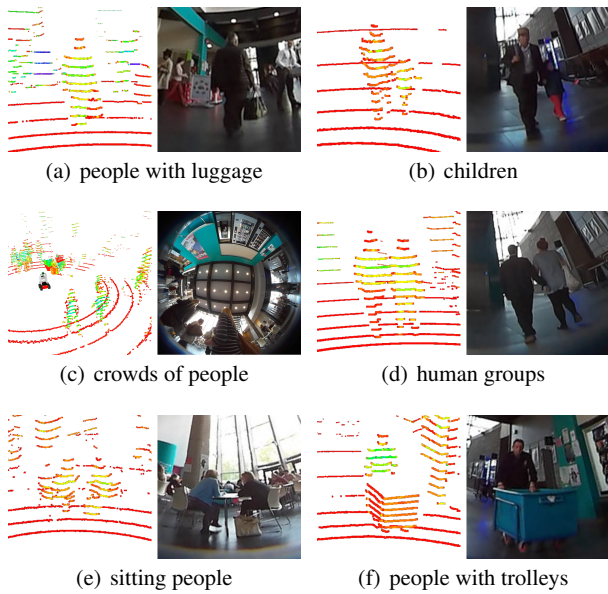 (a) people with luggage
(b) children
(c) crowds of people
(d) human groups
(e) sitting people
(f) people with trolleys